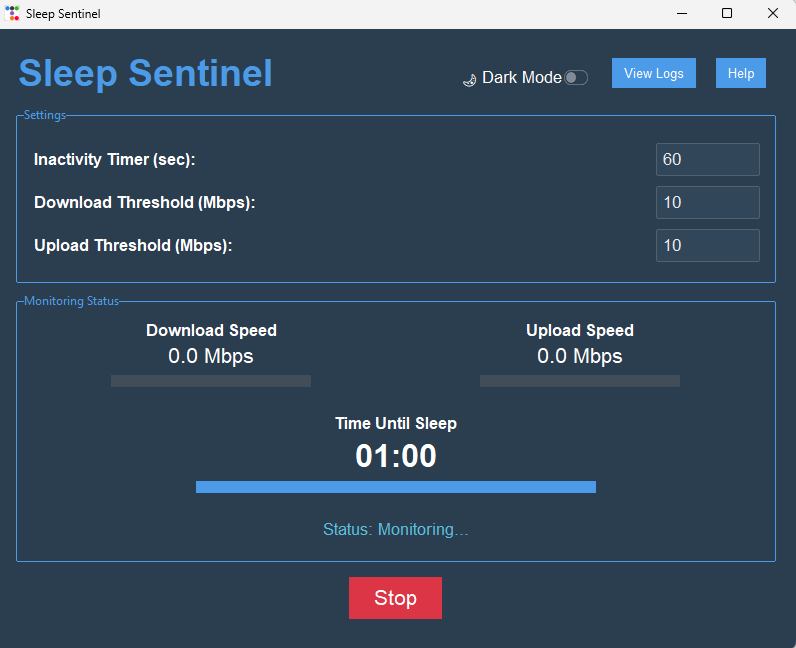 Sleep Sentinel
Sleep Sentinel
Dark Mode
View Logs
Help
Settings
Inactivity Timer (sec):
60
Download Threshold (Mbps):
10
Upload Threshold (Mbps):
10
Monitoring Status
Download Speed
0.0 Mbps
Upload Speed
0.0 Mbps
Time Until Sleep
01:00
Status: Monitoring...
Stop